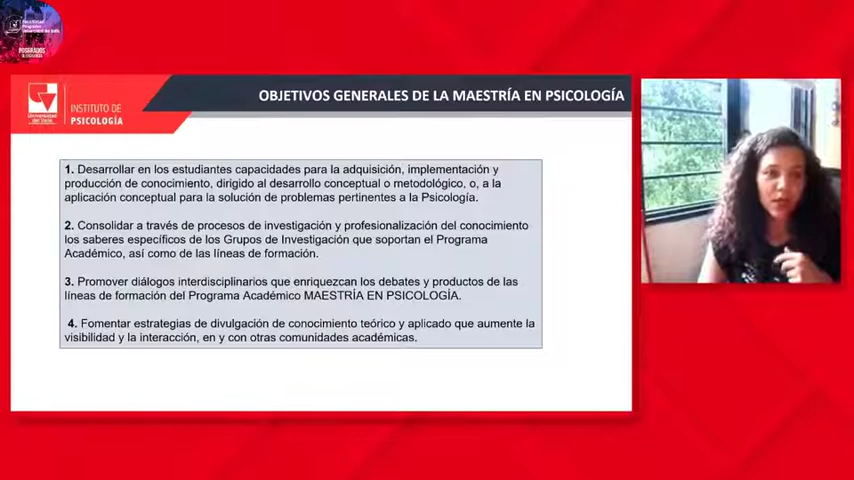 POSGRADOS
Universidad
del Valle
INSTITUTO DE
PSICOLOGÍA
OBJETIVOS GENERALES DE LA MAESTRÍA EN PSICOLOGÍA
1. Desarrollar en los estudiantes capacidades para la adquisición, implementación y
producción de conocimiento, dirigido al desarrollo conceptual o metodológico, o, a la
aplicación conceptual para la solución de problemas pertinentes a la Psicología.
2. Consolidar a través de procesos de investigación y profesionalización del conocimiento
los saberes específicos de los Grupos de Investigación que soportan el Programa
Académico, así como de las líneas de formación.
3. Promover diálogos interdisciplinarios que enriquezcan los debates y productos de las
líneas de formación del Programa Académico MAESTRÍA EN PSICOLOGÍA.
4. Fomentar estrategias de divulgación de conocimiento teórico y aplicado que aumente la
visibilidad y la interacción, en y con otras comunidades académicas.